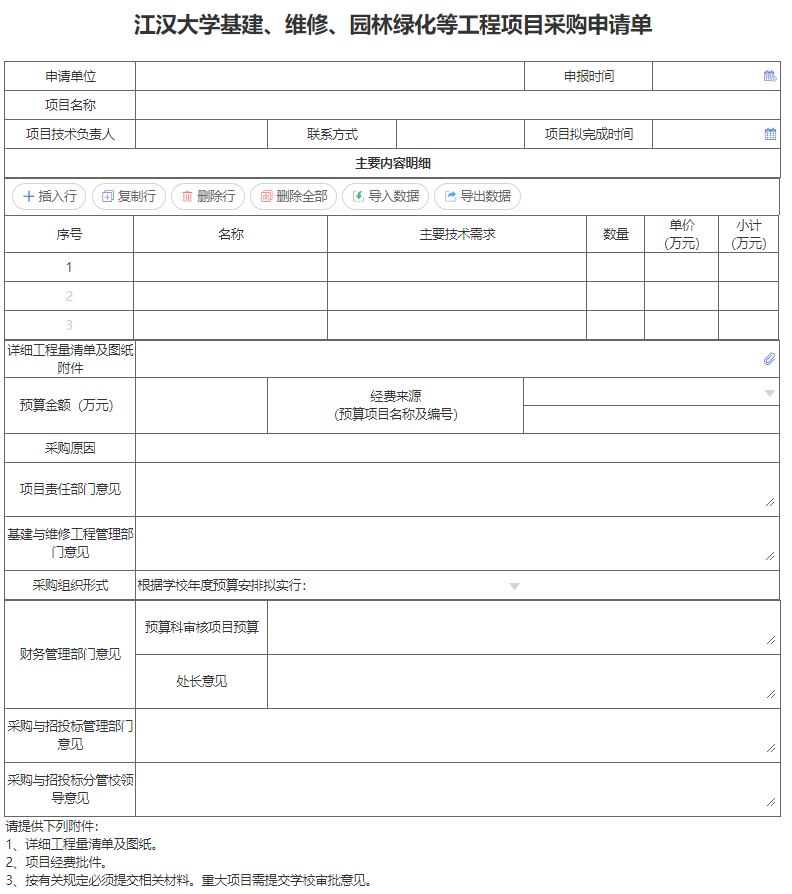 江汉大学基建、维修、园林绿化等工程项目采购申请单
申请单位 申报时间
项目名称
项目技术负责人 联系方式 项目拟完成时间
主要内容明细
插入行 复制行 删除行 删除全部 导入数据 导出数据
序号 名称 主要技术需求 数量 单价 小计
(万元) (万元)
1
2
3
详细工程量清单及图纸
附件
预算金额（万元） 经费来源
（预算项目名称及编号）
采购原因
项目责任部门意见
基建与维修工程管理部
门意见
采购组织形式 根据学校年度预算安排拟实行：
财务管理部门意见 预算科审核项目预算
处长意见
采购与招投标管理部门
意见
采购与招投标分管校领
导意见
请提供下列附件：
1、详细工程量清单及图纸。
2、项目经费批件。
3、按有关规定必须提交相关材料。重大项目需提交学校审批意见。